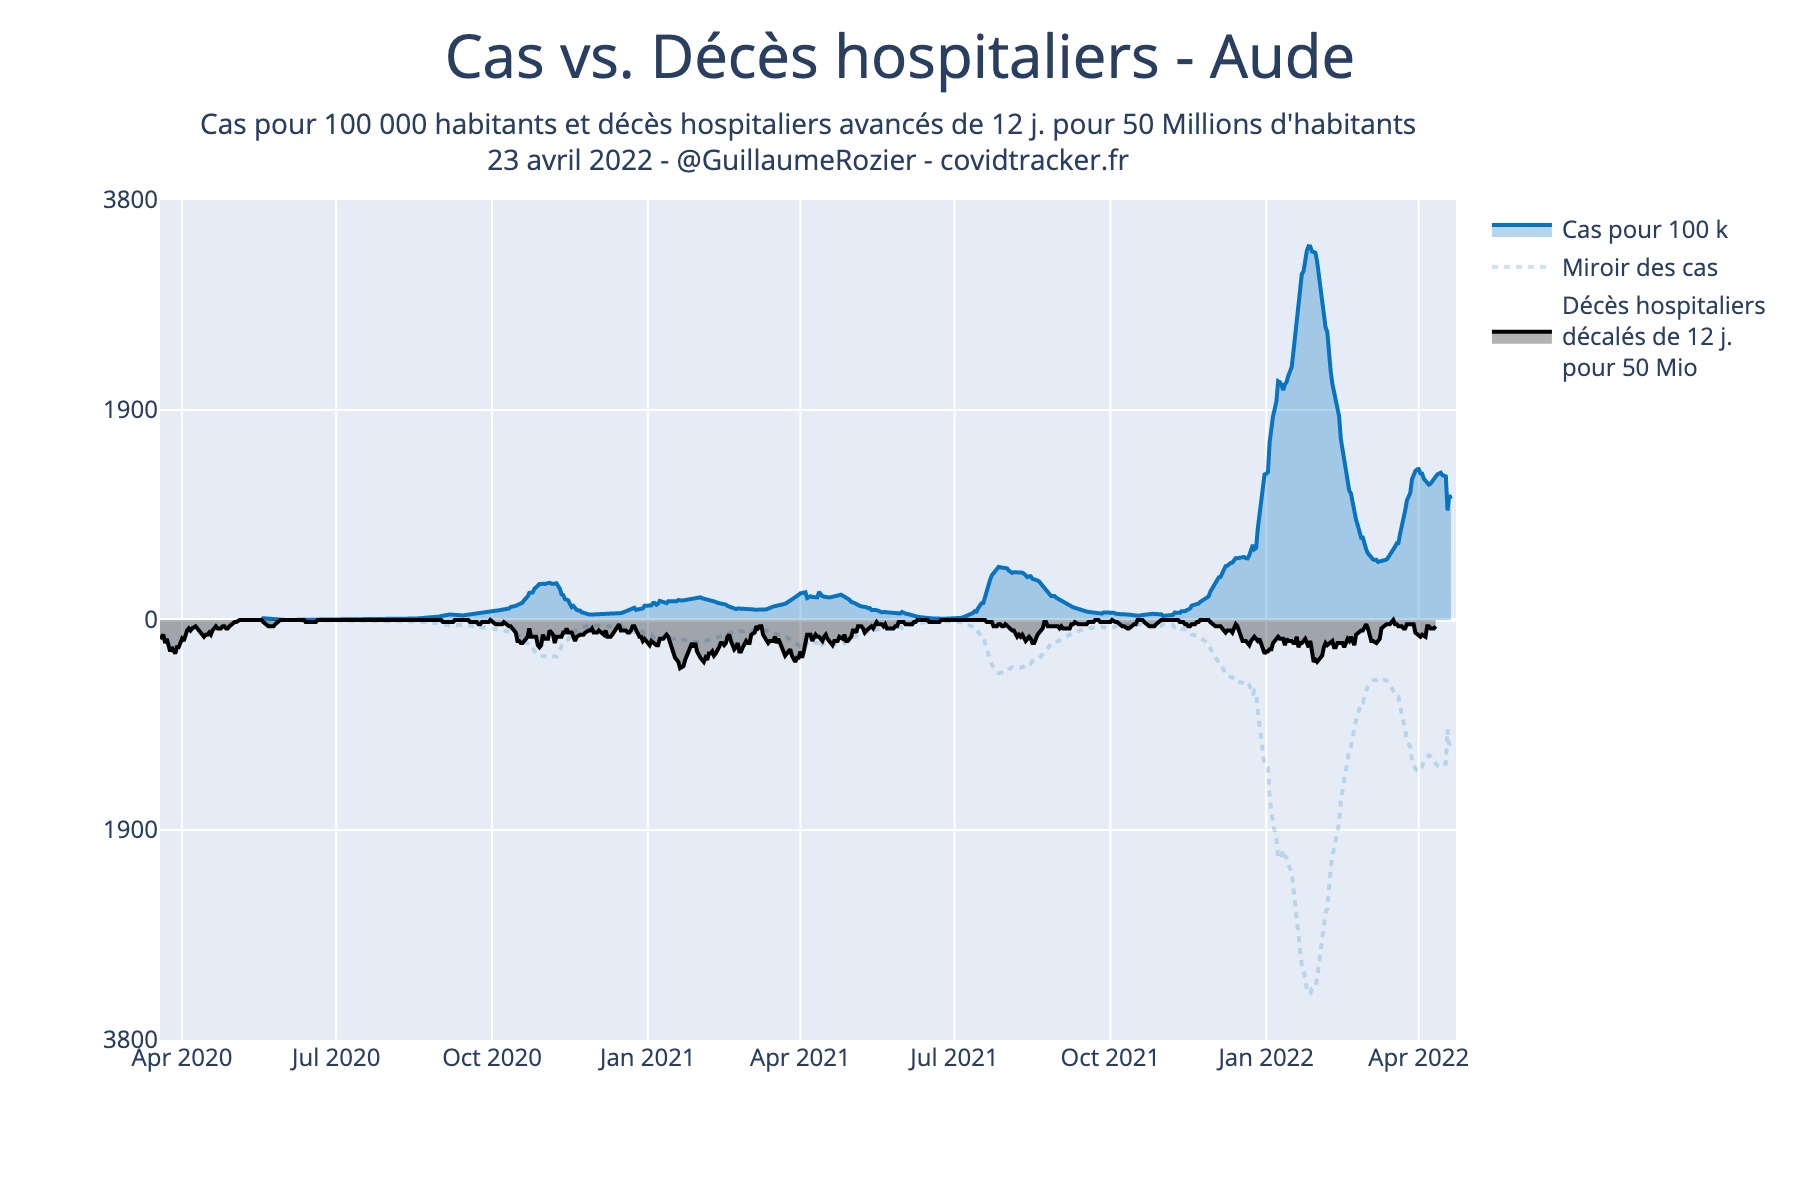 Cas vs. Décès hospitaliers - Aude
Cas pour 100 000 habitants et décès hospitaliers avancés de 12 j. pour 50 Millions d'habitants
23 avril 2022 - @GuillaumeRozier - covidtracker.fr
3800
1900
0
1900
3800
Apr 2020 Jul 2020 Oct 2020 Jan 2021 Apr 2021 Jul 2021 Oct 2021 Jan 2022 Apr 2022
Cas pour 100 k
Miroir des cas
Décès hospitaliers
décalés de 12 j.
pour 50 Mio